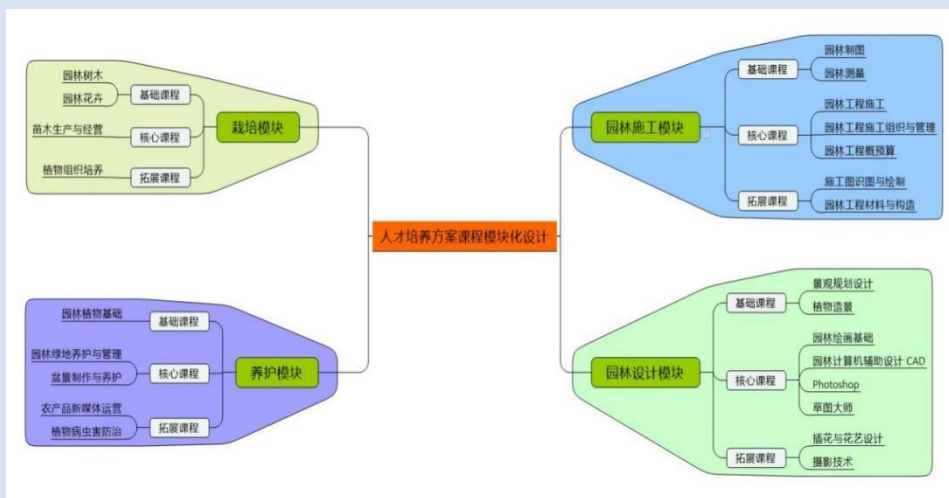 人才培养方案课程模块化设计
栽培模块
基础课程
园林树木
园林花卉
核心课程
苗木生产与经营
拓展课程
植物组织培养
养护模块
基础课程
园林植物基础
核心课程
园林绿地养护与管理
盆景制作与养护
拓展课程
农产品新媒体运营
植物病虫害防治
园林施工模块
基础课程
园林制图
园林测量
核心课程
园林工程施工
园林工程施工组织与管理
园林工程概预算
拓展课程
施工图识图与绘制
园林工程材料与构造
园林设计模块
基础课程
景观规划设计
植物造景
核心课程
园林绘画基础
园林计算机辅助设计 CAD
Photoshop
草图大师
拓展课程
插花与花艺设计
摄影技术